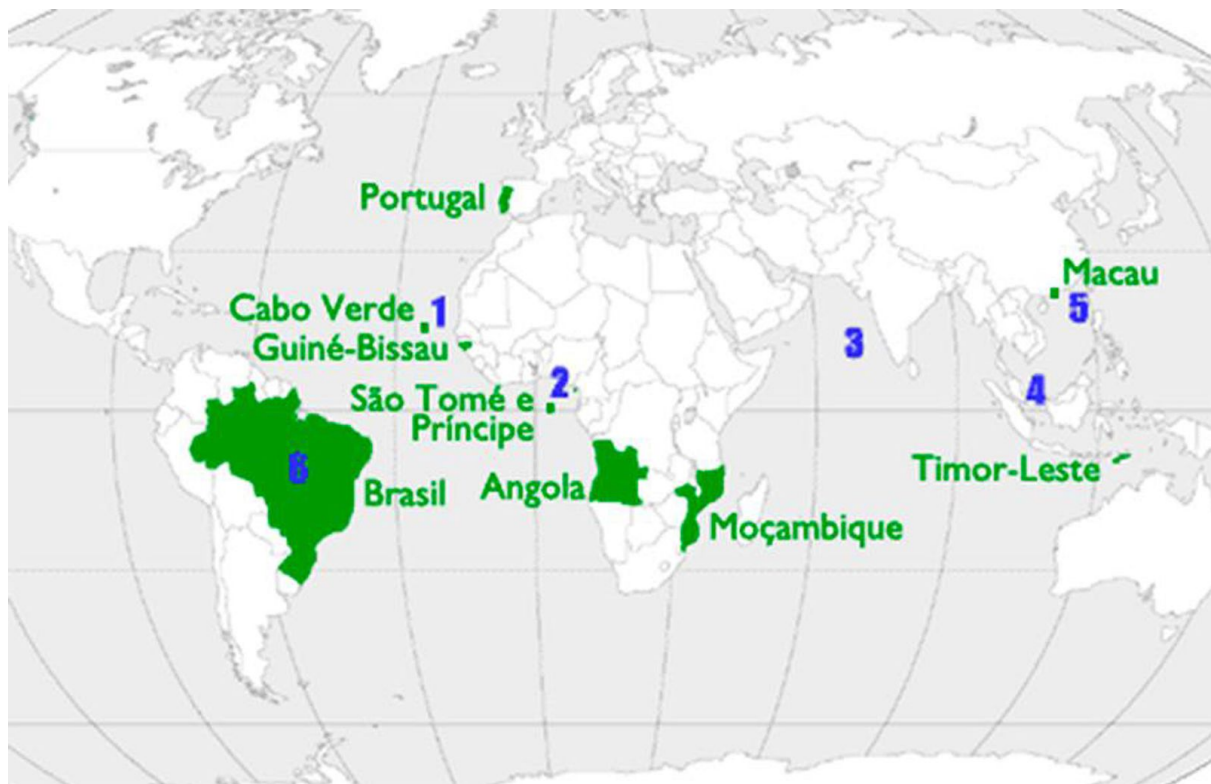 Portugal
Macau
Cabo Verde
1
5
Guiné-Bissau
3
São Tomé e
Príncipe
2
4
6
Brasil
Angola
Timor-Leste
Moçambique